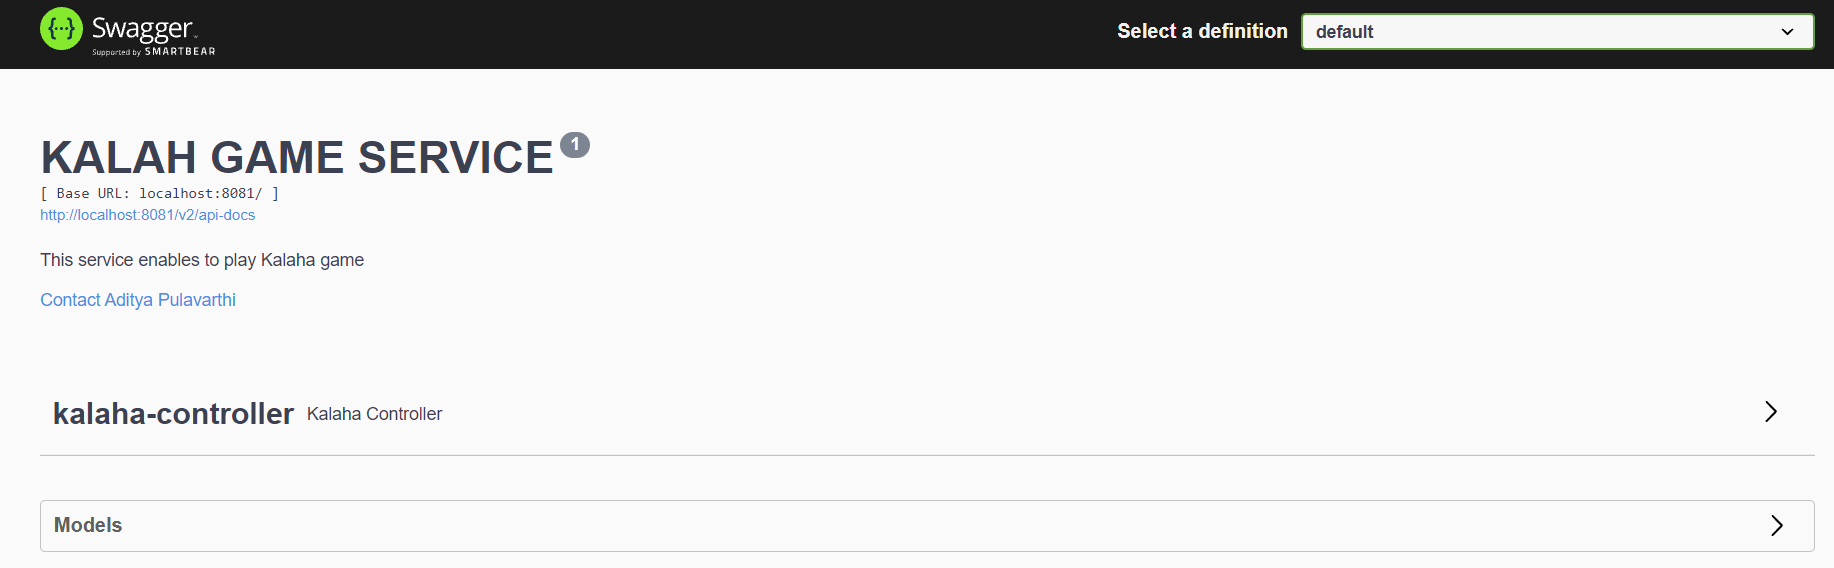 Swagger
Supported by SMARTBEAR
Select a definition
default
KALAH GAME SERVICE 1
[ Base URL: localhost:8081/ ]
http://localhost:8081/v2/api-docs
This service enables to play Kalaha game
Contact Aditya Pulavarthi
kalaha-controller Kalaha Controller
Models